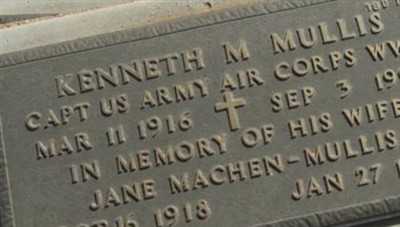 KENNETH M MULLIS
CAPT US ARMY AIR CORPS WW
MAR 11 1916 SEP 3
IN MEMORY OF HIS WIFE
JANE MACHEN-MULLIS
1918 JAN 27